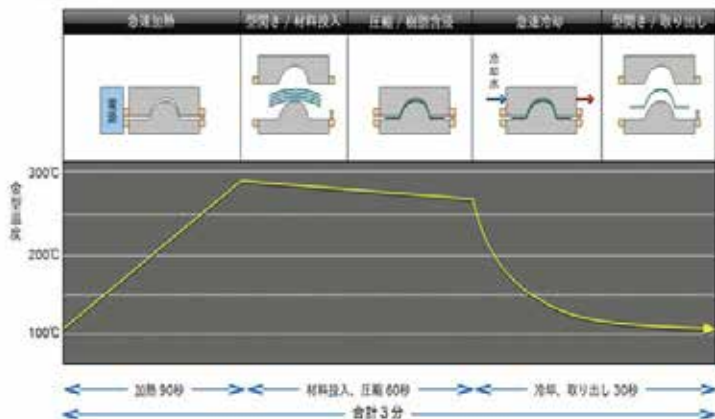 急速加熱
型開き / 材料投入
圧縮 / 樹脂含浸
急速冷却
型開き / 取り出し
冷却水
300℃
200℃
100℃
加熱 90秒
材料投入、圧縮 60秒
冷却、取り出し 30秒
合計 3 分